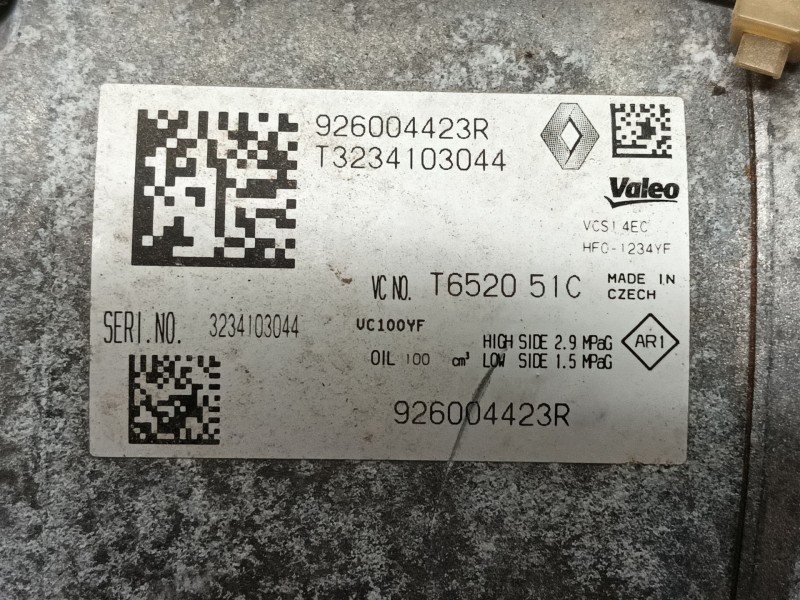 926004423R
T3234103044
Valeo
VCS14EC
HFO-1234YF
VC NO. T6520 51C
MADE IN
CZECH
SERI.NO. 3234103044
VC100YF
HIGH SIDE 2.9 MPaG
OIL 100 cm³ LOW SIDE 1.5 MPaG
AR1
926004423R